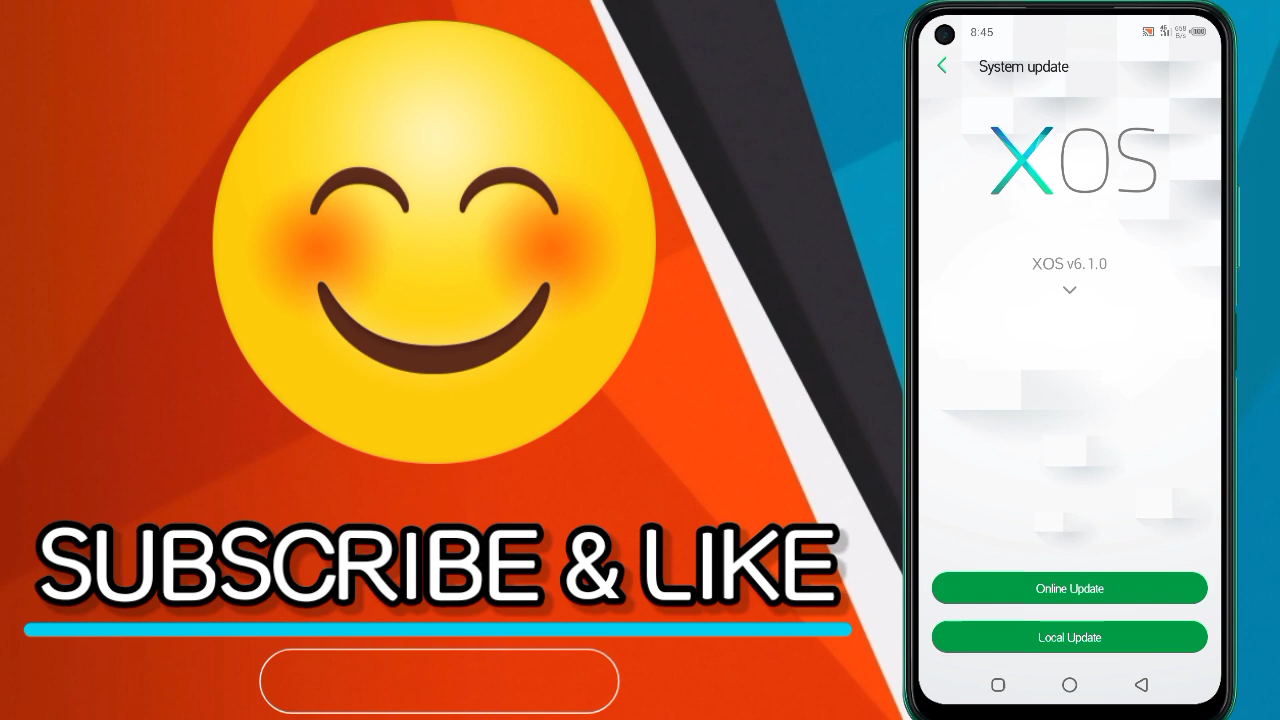 SUBSCRIBE & LIKE
8:45
System update
XOS
XOS v6.1.0
Online Update
Local Update